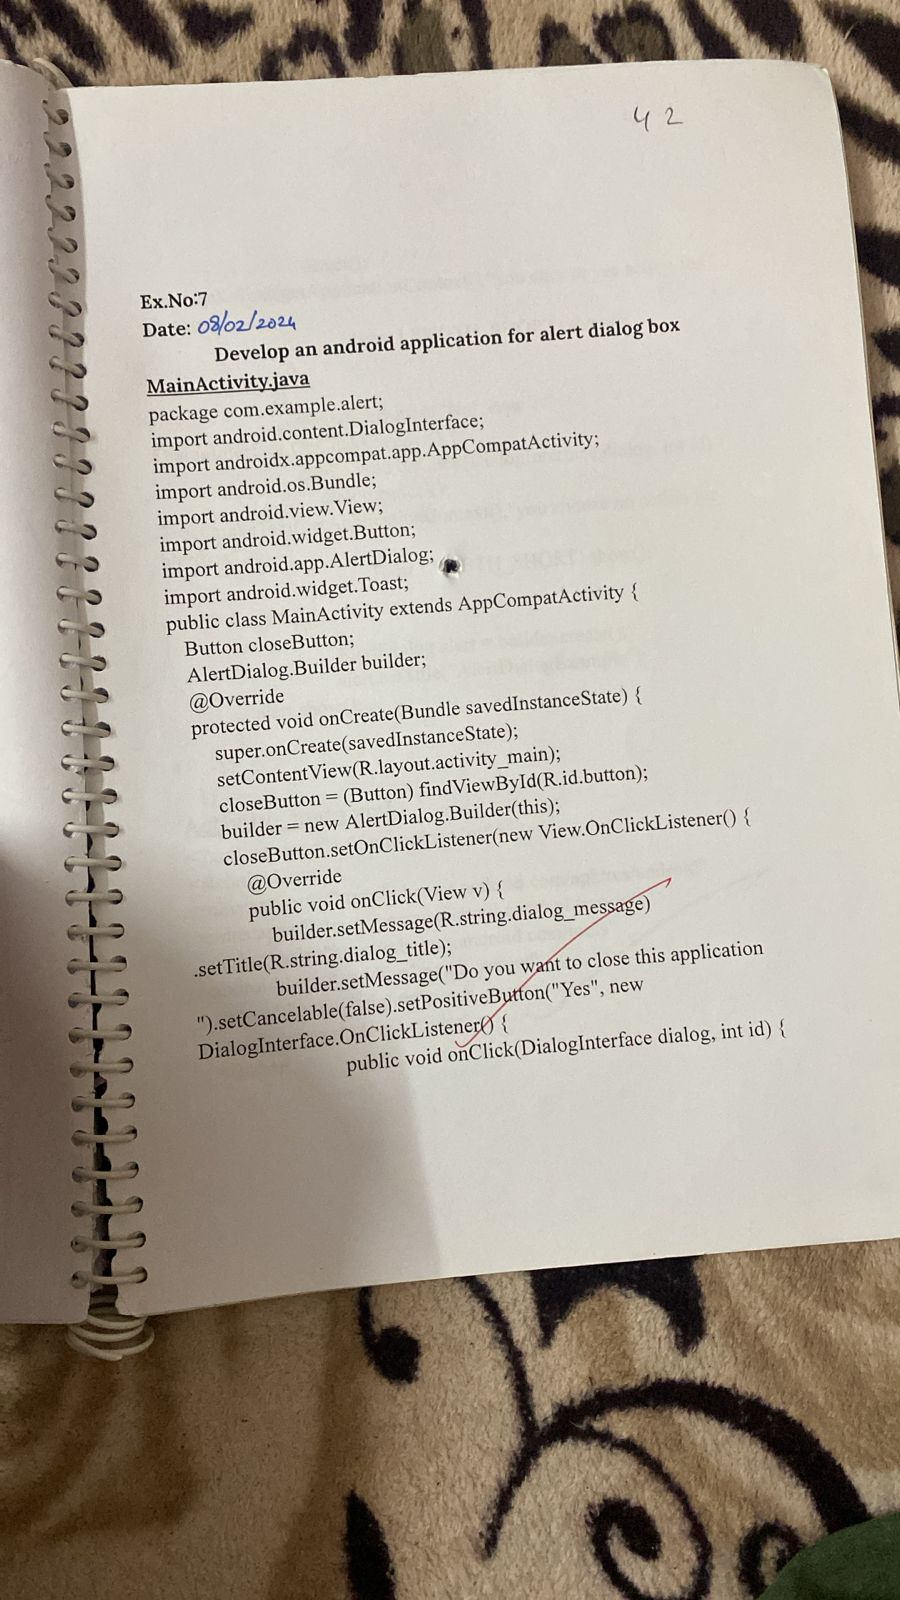 42
Ex.No:7
Date: 08/02/2024
Develop an android application for alert dialog box
MainActivity.java
package com.example.alert;
import android.content.DialogInterface;
import androidx.appcompat.app.AppCompatActivity;
import android.os.Bundle;
import android.view.View;
import android.widget.Button;
import android.app.AlertDialog;
import android.widget.Toast;
public class MainActivity extends AppCompatActivity {
Button closeButton;
AlertDialog.Builder builder;
@Override
protected void onCreate(Bundle savedInstanceState) {
super.onCreate(savedInstanceState);
setContentView(R.layout.activity_main);
closeButton = (Button) findViewById(R.id.button);
builder = new AlertDialog.Builder(this);
closeButton.setOnClickListener(new View.OnClickListener() {
@Override
public void onClick(View v) {
builder.setMessage(R.string.dialog_message)
.setTitle(R.string.dialog_title);
builder.setMessage("Do you want to close this application
").setCancelable(false).setPositiveButton("Yes", new
DialogInterface.OnClickListener() {
public void onClick(DialogInterface dialog, int id) {